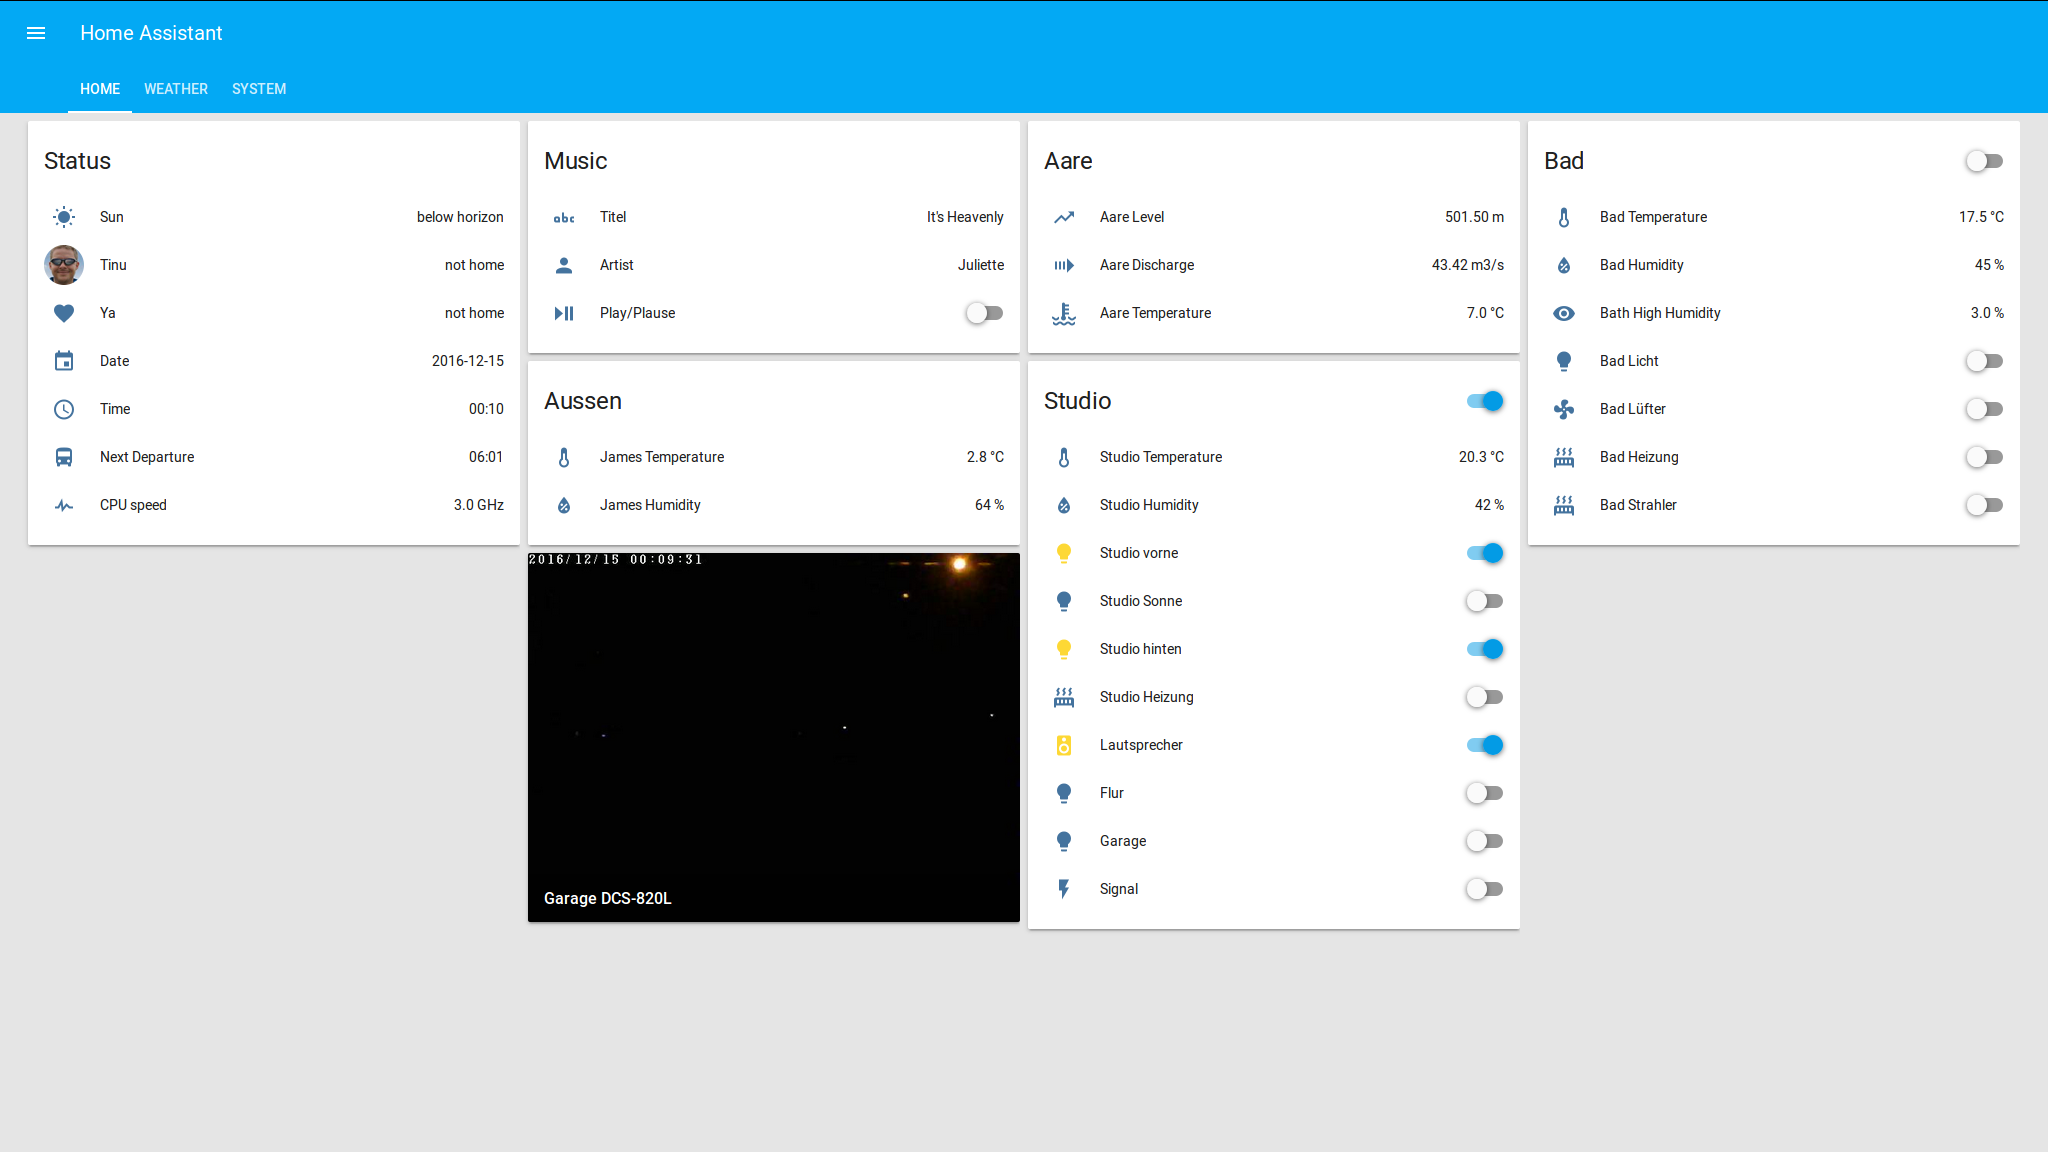 Home Assistant
HOME WEATHER SYSTEM
Status
Sun below horizon
Tinu not home
Ya not home
Date 2016-12-15
Time 00:10
Next Departure 06:01
CPU speed 3.0 GHz
Music
abc Titel It's Heavenly
Artist Juliette
Play/Plause
Aussen
James Temperature 2.8 °C
James Humidity 64 %
2016/12/15 00:09:31
Garage DCS-820L
Aare
Aare Level 501.50 m
Aare Discharge 43.42 m3/s
Aare Temperature 7.0 °C
Studio
Studio Temperature 20.3 °C
Studio Humidity 42 %
Studio vorne
Studio Sonne
Studio hinten
Studio Heizung
Lautsprecher
Flur
Garage
Signal
Bad
Bad Temperature 17.5 °C
Bad Humidity 45 %
Bath High Humidity 3.0 %
Bad Licht
Bad Lüfter
Bad Heizung
Bad Strahler